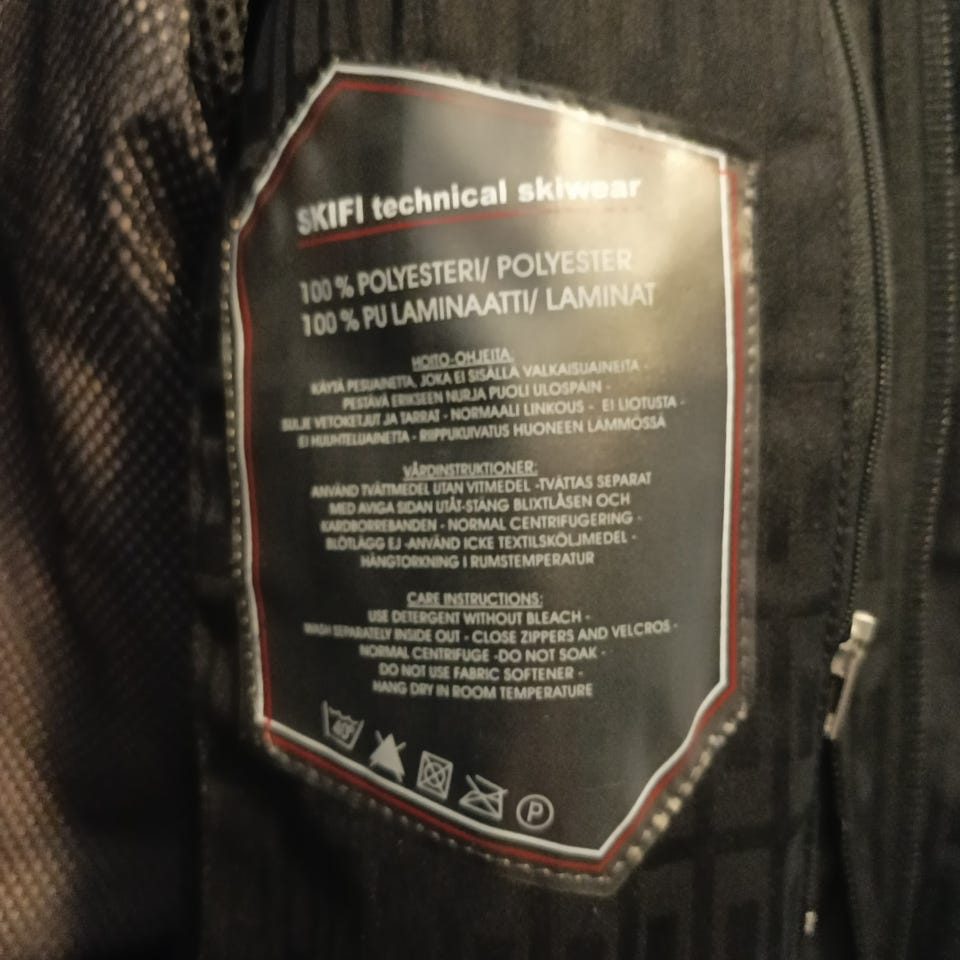 SKIFI technical skiwear
100 % POLYESTERI/ POLYESTER
100 % PU LAMINAATTI/ LAMINAT
HOITO-OHJEITA:
KÄYTÄ PESUAINETTA, JOKA EI SISÄLLÄ VALKAISUAINEITA -
PESTÄVÄ ERIKSEEN NURJA PUOLI ULOSPÄIN -
SULJE VETOKETJUT JA TARRAT - NORMAALI LINKOUS - EI LIOTUSTA -
EI HUUHTELUAINETTA - RIIPPUKUIVATUS HUONEEN LÄMMÖSSÄ
VÅRDINSTRUKTIONER:
ANVÄND TVÄTTMEDEL UTAN VITMEDEL -TVÄTTAS SEPARAT
MED AVIGA SIDAN UTÅT-STÄNG BLIXTLÅSEN OCH
KARDBORREBANDEN - NORMAL CENTRIFUGERING -
BLÖTLÄGG EJ -ANVÄND ICKE TEXTILSKÖLJMEDEL -
HÄNGTORKNING I RUMSTEMPERATUR
CARE INSTRUCTIONS:
USE DETERGENT WITHOUT BLEACH -
WASH SEPARATELY INSIDE OUT - CLOSE ZIPPERS AND VELCROS -
NORMAL CENTRIFUGE -DO NOT SOAK -
DO NOT USE FABRIC SOFTENER -
HANG DRY IN ROOM TEMPERATURE
40° P